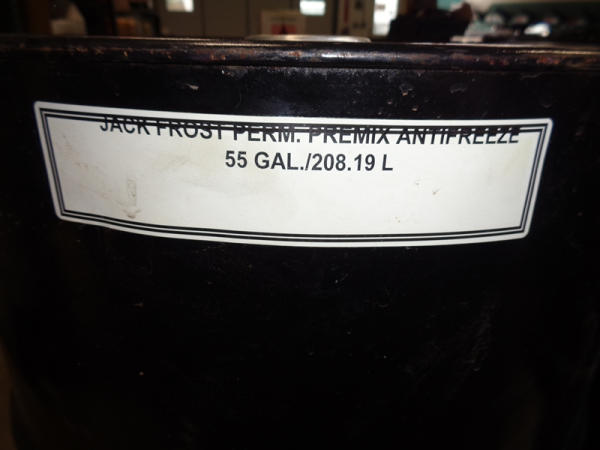 JACK FROST PERM. PREMIX ANTIFREEZE
55 GAL./208.19 L